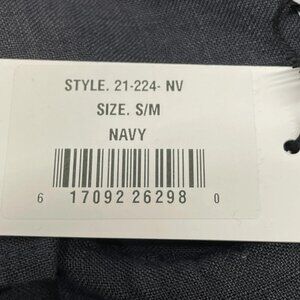 STYLE. 21-224- NV
SIZE. S/M
NAVY
6 17092 26298 0